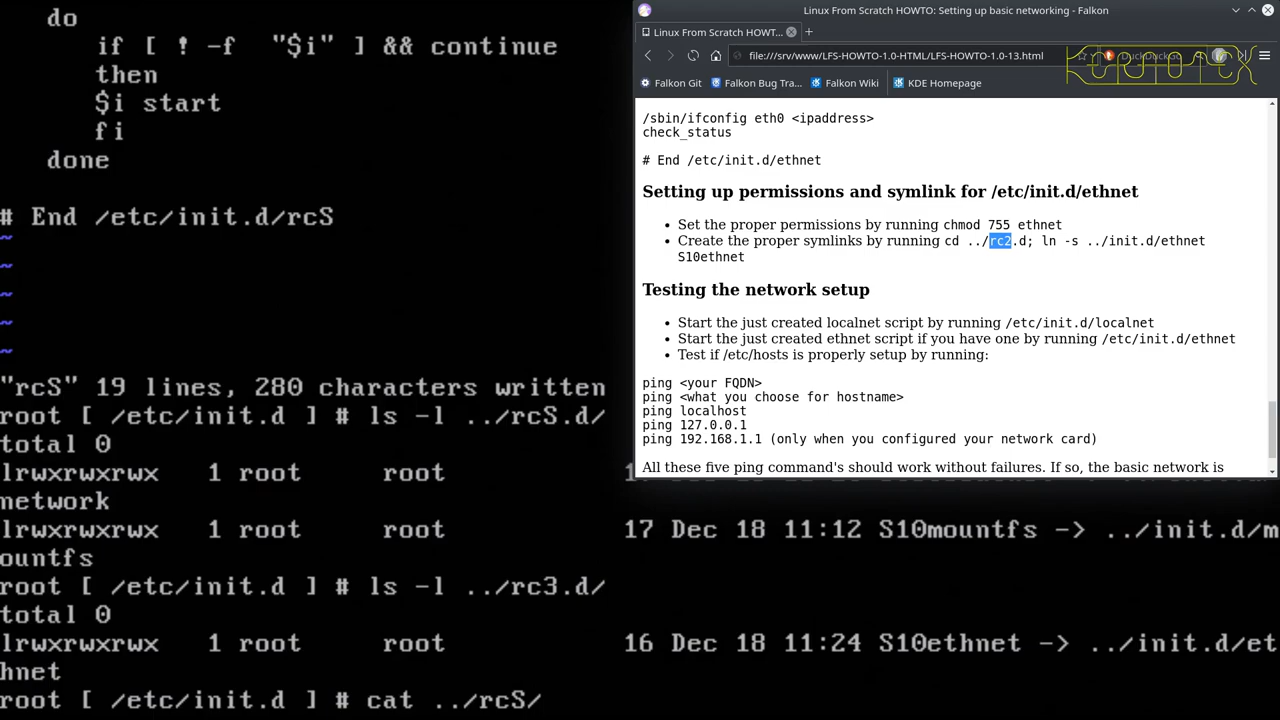 do
if [ ! -f  "$i" ] && continue
then
$i start
fi
done
# End /etc/init.d/rcS
~
~
~
~
~
"rcS" 19 lines, 280 characters written
root [ /etc/init.d ] # ls -l ../rcS.d/
total 0
lrwxrwxrwx   1 root     root
network
lrwxrwxrwx   1 root     root           17 Dec 18 11:12 S10mountfs -> ../init.d/m
ountfs
root [ /etc/init.d ] # ls -l ../rc3.d/
total 0
lrwxrwxrwx   1 root     root           16 Dec 18 11:24 S10ethnet -> ../init.d/et
hnet
root [ /etc/init.d ] # cat ../rcS/
Linux From Scratch HOWTO: Setting up basic networking - Falkon
Linux From Scratch HOWT...
file:///srv/www/LFS-HOWTO-1.0-HTML/LFS-HOWTO-1.0-13.html
KURIOTEX
Falkon Git
Falkon Bug Tra...
Falkon Wiki
KDE Homepage
/sbin/ifconfig eth0 <ipaddress>
check_status
# End /etc/init.d/ethnet
Setting up permissions and symlink for /etc/init.d/ethnet
• Set the proper permissions by running chmod 755 ethnet
• Create the proper symlinks by running cd ../rc2.d; ln -s ../init.d/ethnet
S10ethnet
Testing the network setup
• Start the just created localnet script by running /etc/init.d/localnet
• Start the just created ethnet script if you have one by running /etc/init.d/ethnet
• Test if /etc/hosts is properly setup by running:
ping <your FQDN>
ping <what you choose for hostname>
ping localhost
ping 127.0.0.1
ping 192.168.1.1 (only when you configured your network card)
All these five ping command's should work without failures. If so, the basic network is